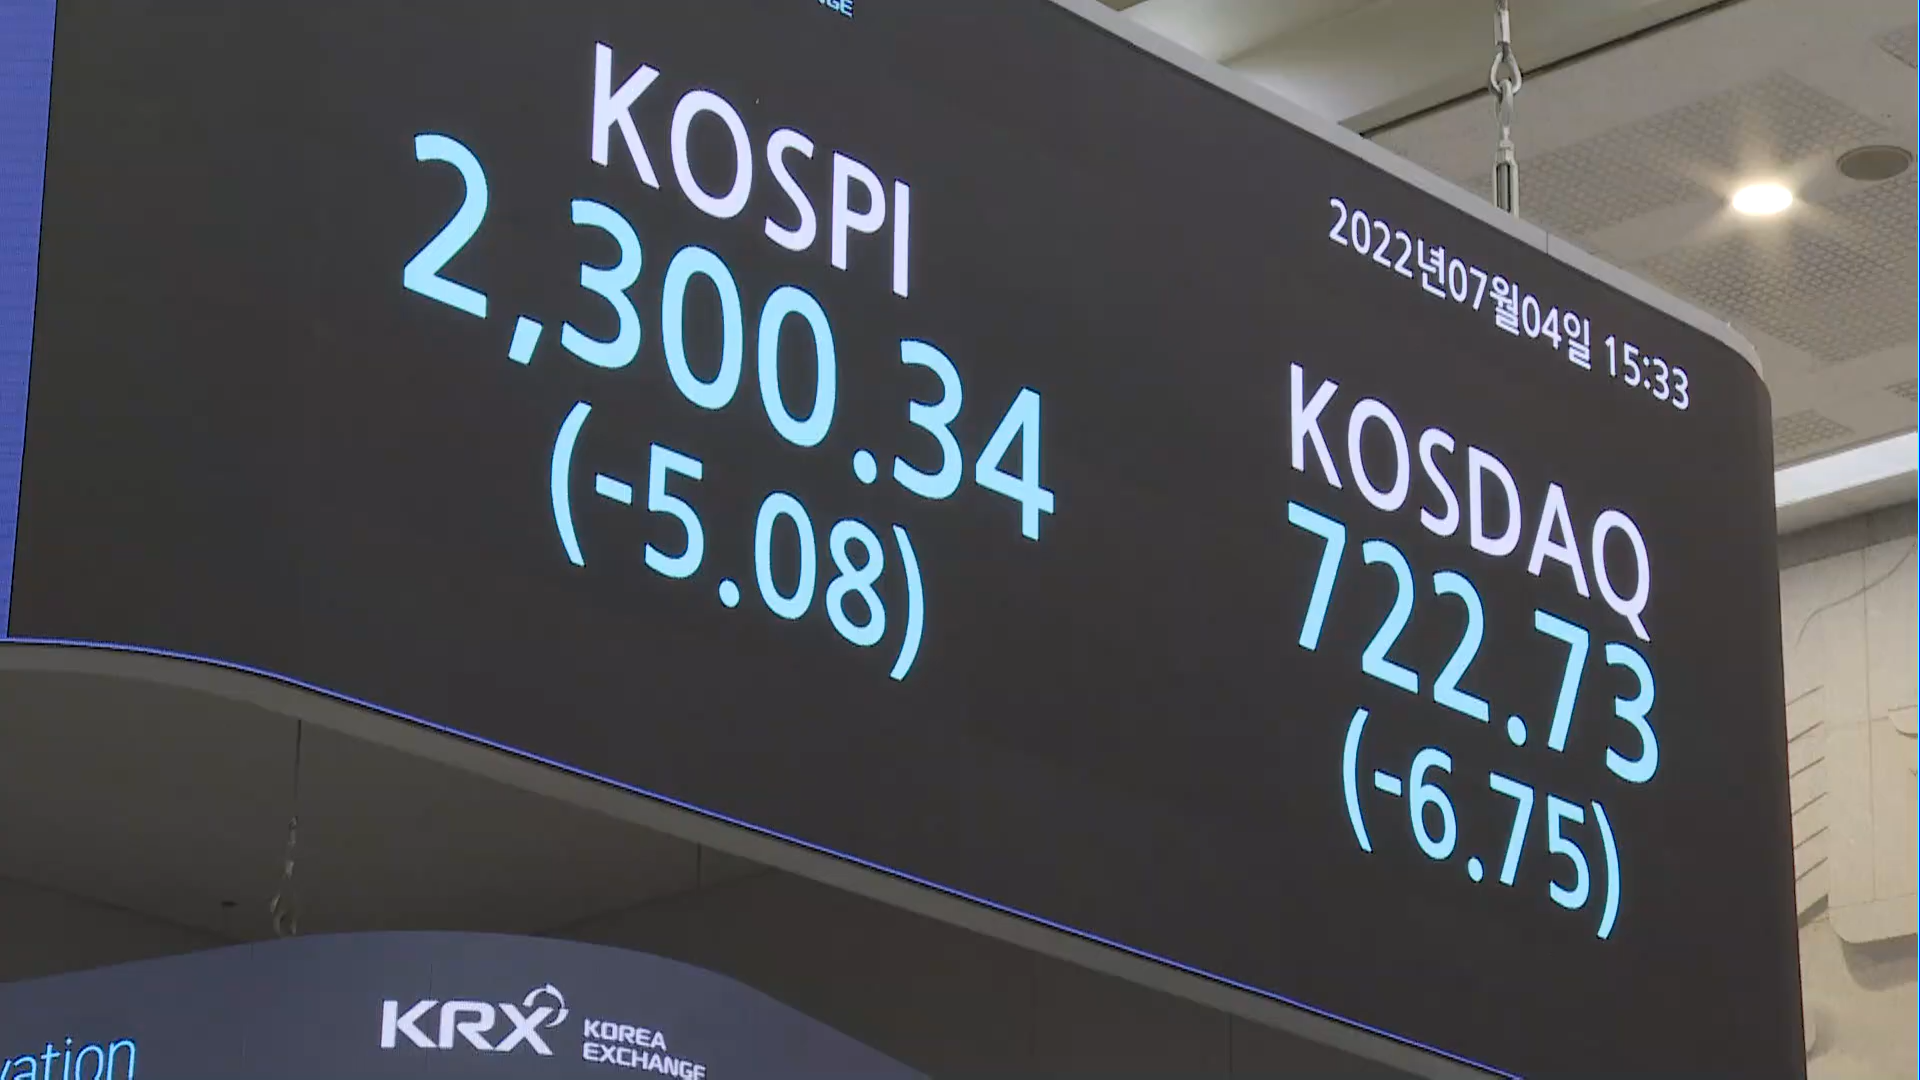 KOSPI
2,300.34
(-5.08)
2022년07월04일 15:33
KOSDAQ
722.73
(-6.75)
KRX KOREA
EXCHANGE